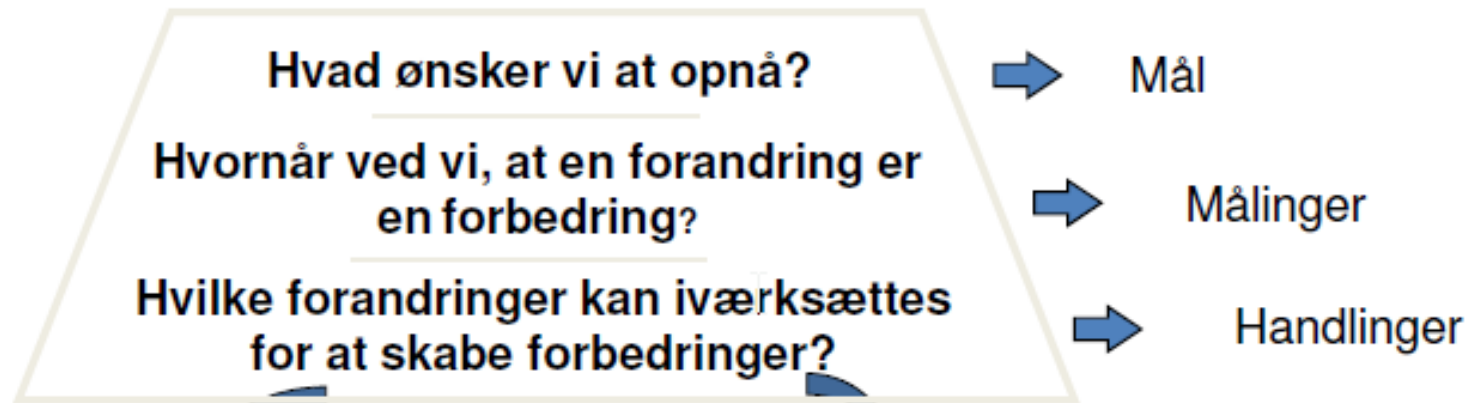 Hvad ønsker vi at opnå?
Mål
Hvornår ved vi, at en forandring er
en forbedring?
Målinger
Hvilke forandringer kan iværksættes
for at skabe forbedringer?
Handlinger